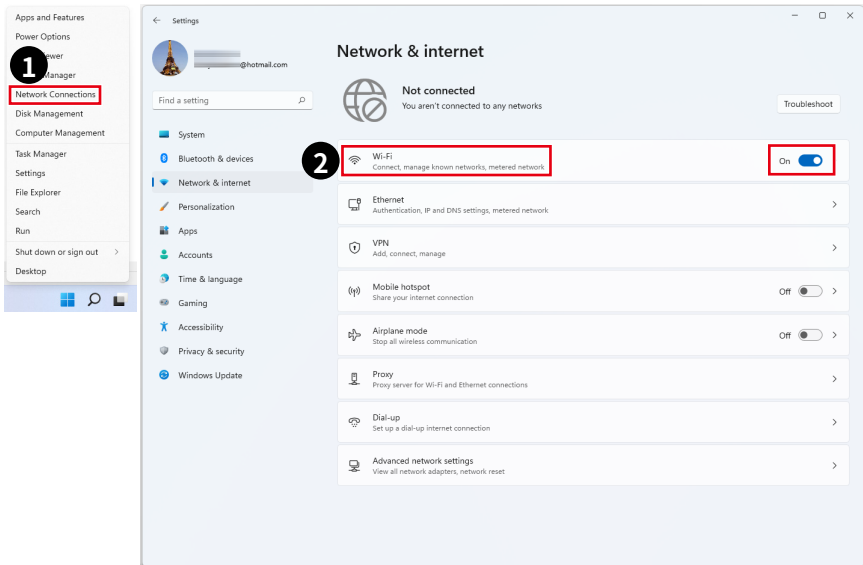 Apps and Features
Power Options
ewer
1
Manager
Network Connections
Disk Management
Computer Management
Task Manager
Settings
File Explorer
Search
Run
Shut down or sign out
Desktop
Settings
@hotmail.com
Find a setting
System
Bluetooth & devices
Network & internet
Personalization
Apps
Accounts
Time & language
Gaming
Accessibility
Privacy & security
Windows Update
Network & internet
Not connected
You aren't connected to any networks
Troubleshoot
2
Wi-Fi
Connect, manage known networks, metered network
On
Ethernet
Authentication, IP and DNS settings, metered network
VPN
Add, connect, manage
Mobile hotspot
Share your internet connection
Off
Airplane mode
Stop all wireless communication
Off
Proxy
Proxy server for Wi-Fi and Ethernet connections
Dial-up
Set up a dial-up internet connection
Advanced network settings
View all network adapters, network reset